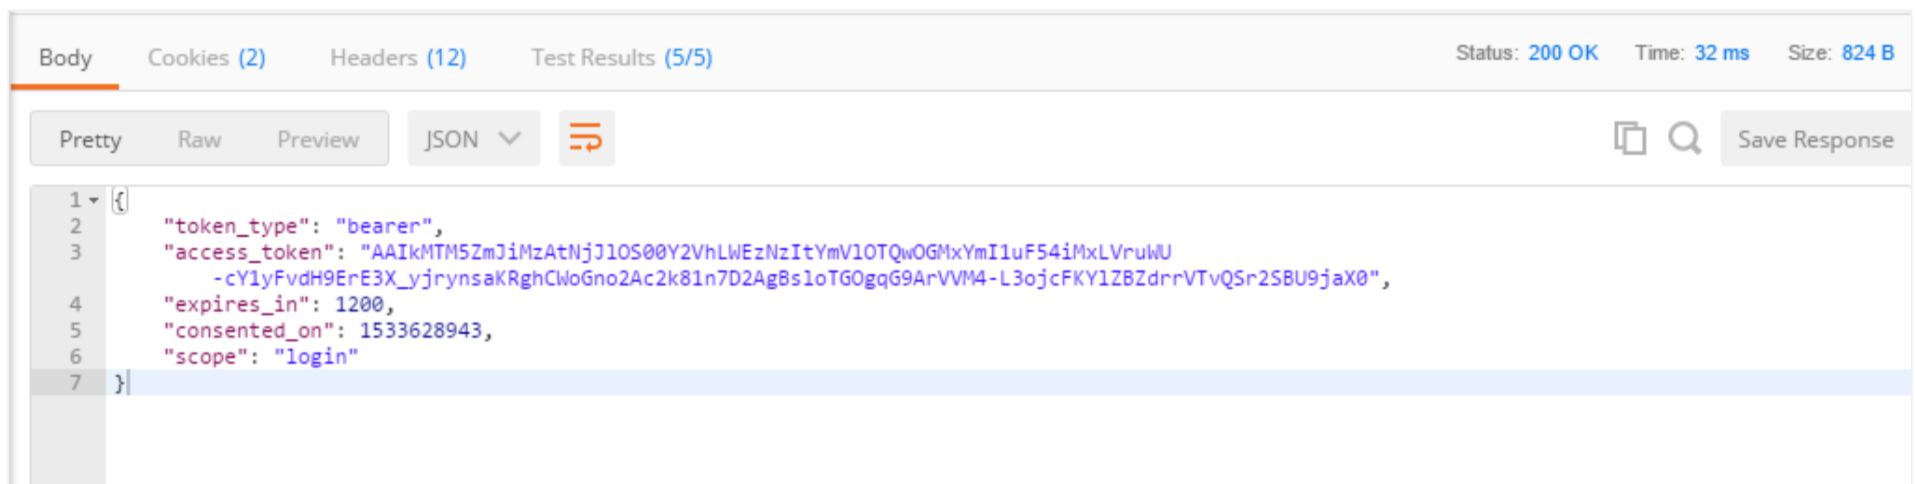 Body Cookies (2) Headers (12) Test Results (5/5) Status: 200 OK Time: 32 ms Size: 824 B
Pretty Raw Preview JSON Save Response
1 {
2 "token_type": "bearer",
3 "access_token": "AAIkMTM5ZmJiMzAtNjJlOS00Y2VhLWEzNzItYmVlOTQwOGMxYmI1uF54iMxLVruWU
-cY1yFvdH9ErE3X_yjrynsaKRghCWoGno2Ac2k81n7D2AgBsloTGOgqG9ArVVM4-L3ojcFKYlZBZdrrVTvQSr2SBU9jaX0",
4 "expires_in": 1200,
5 "consented_on": 1533628943,
6 "scope": "login"
7 }